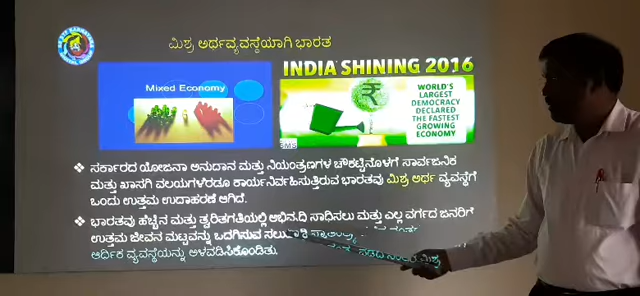 ಮಿಶ್ರ ಅರ್ಥವ್ಯವಸ್ಥೆಯಾಗಿ ಭಾರತ
Mixed Economy
INDIA SHINING 2016
WORLD'S
LARGEST
DEMOCRACY
DECLARED
THE FASTEST
GROWING
ECONOMY
❖ ಸರ್ಕಾರದ ಯೋಜನಾ ಅನುದಾನ ಮತ್ತು ನಿಯಂತ್ರಣಗಳ ಚೌಕಟ್ಟಿನೊಳಗೆ ಸಾರ್ವಜನಿಕ
ಮತ್ತು ಖಾಸಗಿ ವಲಯಗಳೆರಡೂ ಕಾರ್ಯನಿರ್ವಹಿಸುತ್ತಿರುವ ಭಾರತವು ಮಿಶ್ರ ಅರ್ಥ ವ್ಯವಸ್ಥೆಗೆ
ಒಂದು ಉತ್ತಮ ಉದಾಹರಣೆ ಆಗಿದೆ.
❖ ಭಾರತವು ಹೆಚ್ಚಿನ ಮತ್ತು ತ್ವರಿತಗತಿಯಲ್ಲಿ ಸಾಧಿಸಲು ಮತ್ತು ಎಲ್ಲ ವರ್ಗದ ಜನರಿಗೆ
ಉತ್ತಮ ಜೀವನ ಮಟ್ಟವನ್ನು ಒದಗಿಸುವ
ಆರ್ಥಿಕ ವ್ಯವಸ್ಥೆಯನ್ನು ಅಳವಡಿಸಿಕೊಂಡಿತು.